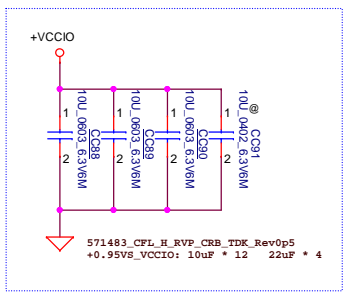 +VCCIO
1
2
10U_0603_6.3V6M
CC88
1
2
10U_0603_6.3V6M
CC89
1
2
10U_0603_6.3V6M
CC90
1
2
@
10U_0402_6.3V6M
CC91
571483_CFL_H_RVP_CRB_TDK_Rev0p5
+0.95VS_VCCIO: 10uF * 12 22uF * 4